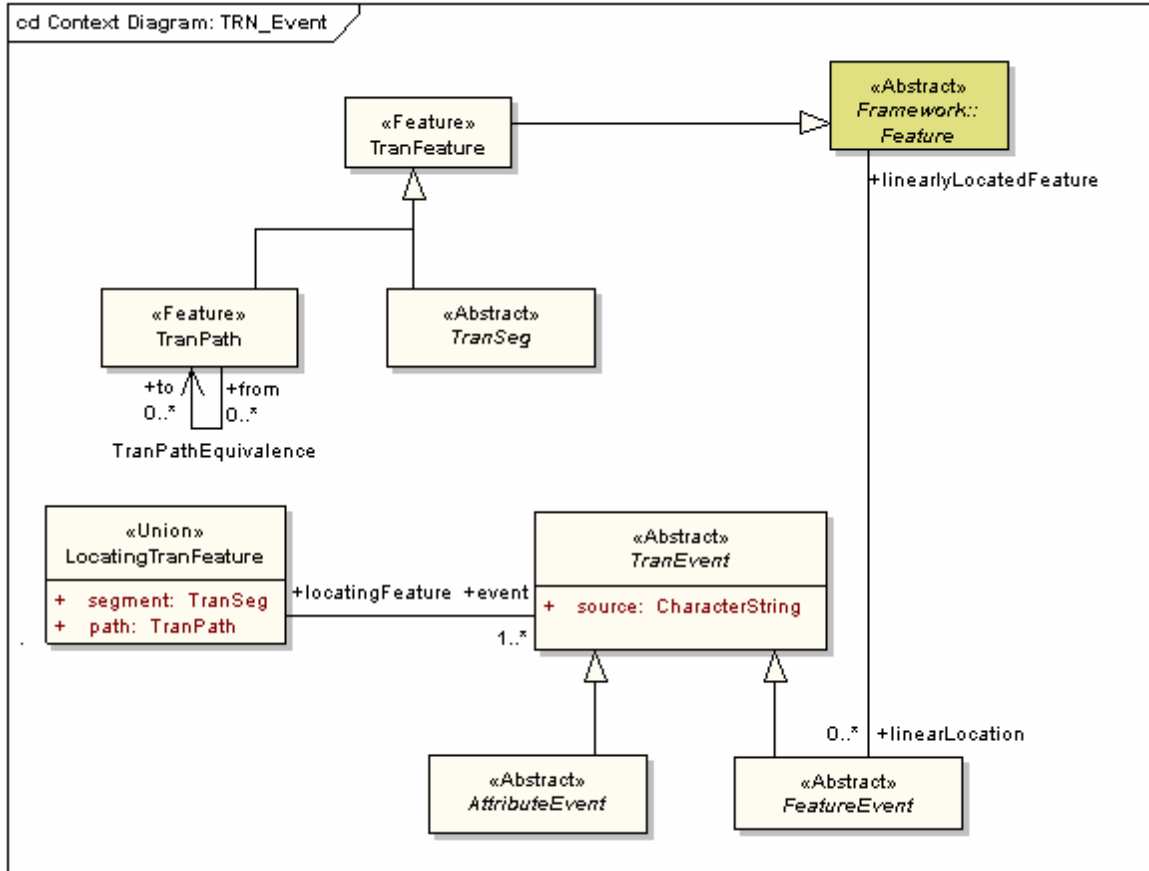 cd Context Diagram: TRN_Event
«Abstract»
Framework::
Feature
«Feature»
TranFeature
+linearlyLocatedFeature
«Feature»
TranPath
«Abstract»
TranSeg
+to
+from
0..*
0..*
TranPathEquivalence
«Union»
LocatingTranFeature
+ segment: TranSeg
+ path: TranPath
+locatingFeature
+event
1..*
«Abstract»
TranEvent
+ source: CharacterString
0..*
+linearLocation
«Abstract»
AttributeEvent
«Abstract»
FeatureEvent